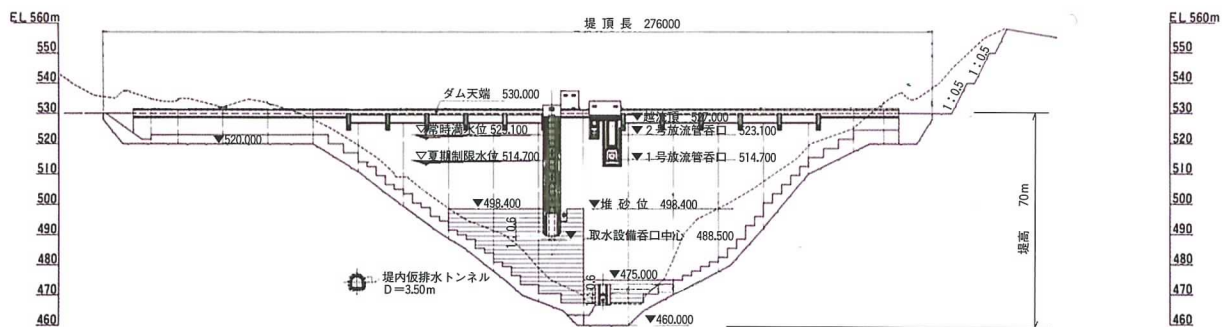 EL 560m
550
540
530
520
510
500
490
480
470
460
堤頂長 276000
ダム天端 530.000
▽常時満水位 523.100
▼520.000
▽夏期制限水位 514.700
▼越流頂 527.000
▼2号放流管呑口 523.100
▼1号放流管呑口 514.700
▼498.400
▼堆砂位 498.400
1:0.6
▼取水設備呑口中心 488.500
堤内仮排水トンネル
D=3.50m
1:0.6
▼475.000
▼460.000
1:0.5
1:0.5
堤高 70m
EL 560m
550
540
530
520
510
500
490
480
470
460